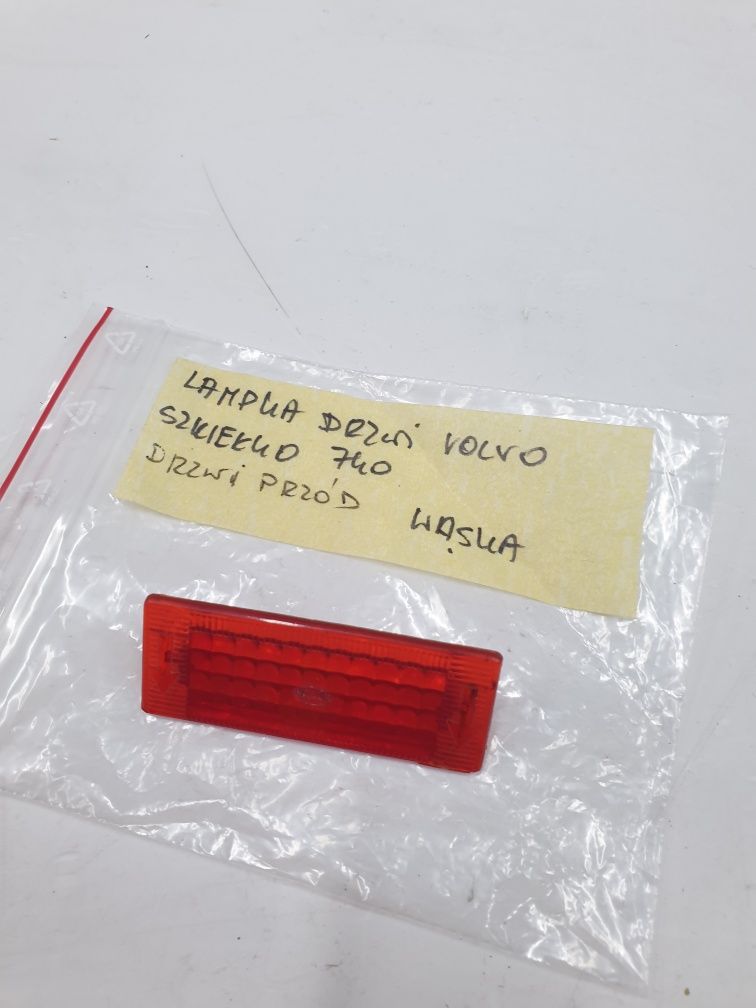 LAMPKA DRZWI VOLVO
SZKIEŁKO 740
DRZWI PRZÓD
WĄSKA